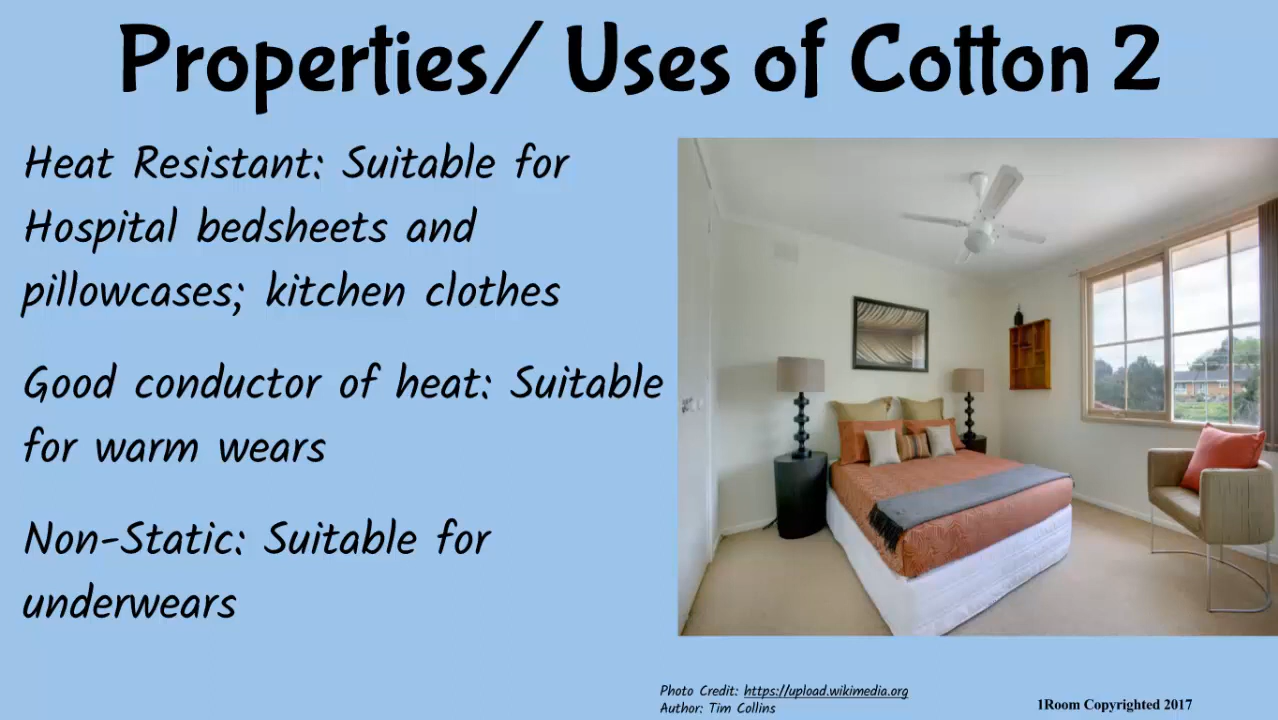 Properties/ Uses of Cotton 2
Heat Resistant: Suitable for
Hospital bedsheets and
pillowcases; kitchen clothes
Good conductor of heat: Suitable
for warm wears
Non-Static: Suitable for
underwears
Photo Credit: https://upload.wikimedia.org
Author: Tim Collins
1Room Copyrighted 2017